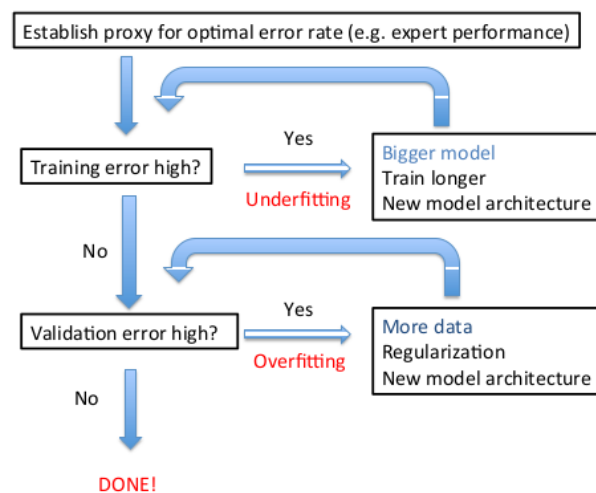 Establish proxy for optimal error rate (e.g. expert performance)
Training error high?
Yes
Underfitting
Bigger model
Train longer
New model architecture
No
Validation error high?
Yes
Overfitting
More data
Regularization
New model architecture
No
DONE!